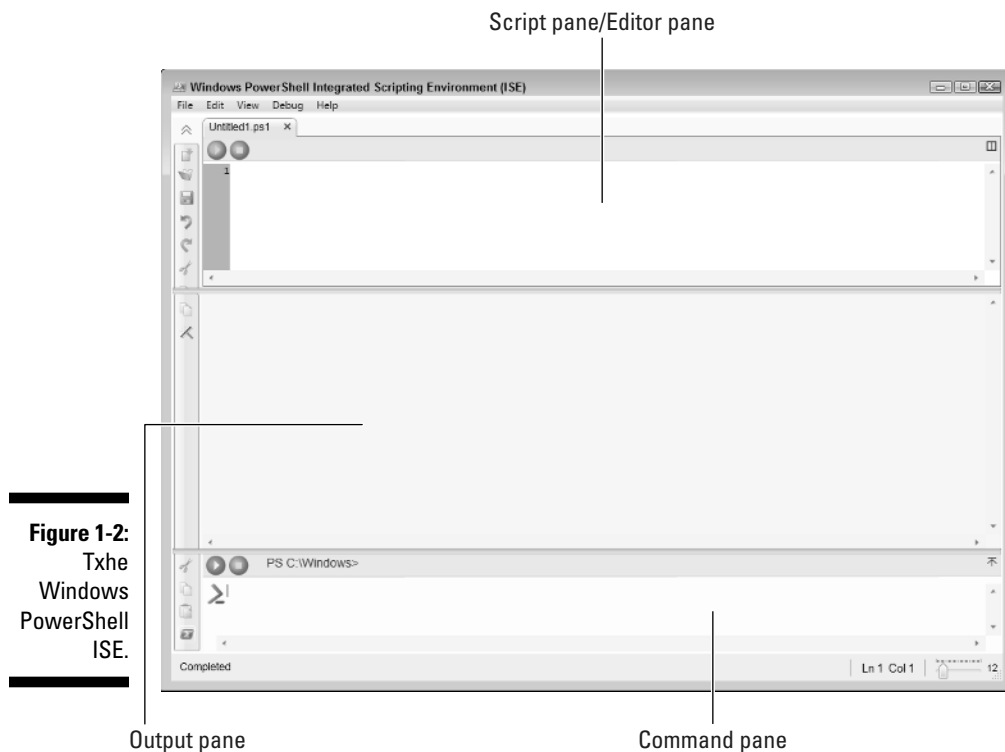 Script pane/Editor pane
Windows PowerShell Integrated Scripting Environment (ISE)
File Edit View Debug Help
Untitled1.ps1
1
Figure 1-2:
Txhe
Windows
PowerShell
ISE.
PS C:\Windows>
Completed
Ln 1 Col 1
12
Output pane
Command pane